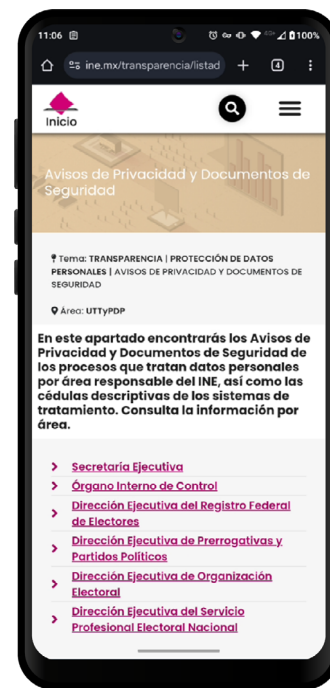 11:06
100%
ine.mx/transparencia/listad
4
Inicio
Avisos de Privacidad y Documentos de
Seguridad
Tema: TRANSPARENCIA | PROTECCIÓN DE DATOS
PERSONALES | AVISOS DE PRIVACIDAD Y DOCUMENTOS DE
SEGURIDAD
Área: UTTyPDP
En este apartado encontrarás los Avisos de
Privacidad y Documentos de Seguridad de
los procesos que tratan datos personales
por área responsable del INE, así como las
cédulas descriptivas de los sistemas de
tratamiento. Consulta la información por
área.
Secretaría Ejecutiva
Órgano Interno de Control
Dirección Ejecutiva del Registro Federal
de Electores
Dirección Ejecutiva de Prerrogativas y
Partidos Políticos
Dirección Ejecutiva de Organización
Electoral
Dirección Ejecutiva del Servicio
Profesional Electoral Nacional